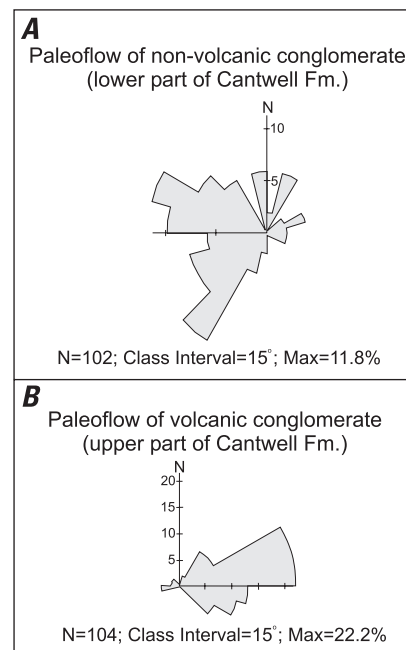 A
Paleoflow of non-volcanic conglomerate
(lower part of Cantwell Fm.)
N
10
5
N=102; Class Interval=15°; Max=11.8%
B
Paleoflow of volcanic conglomerate
(upper part of Cantwell Fm.)
N
20
15
10
5
N=104; Class Interval=15°; Max=22.2%